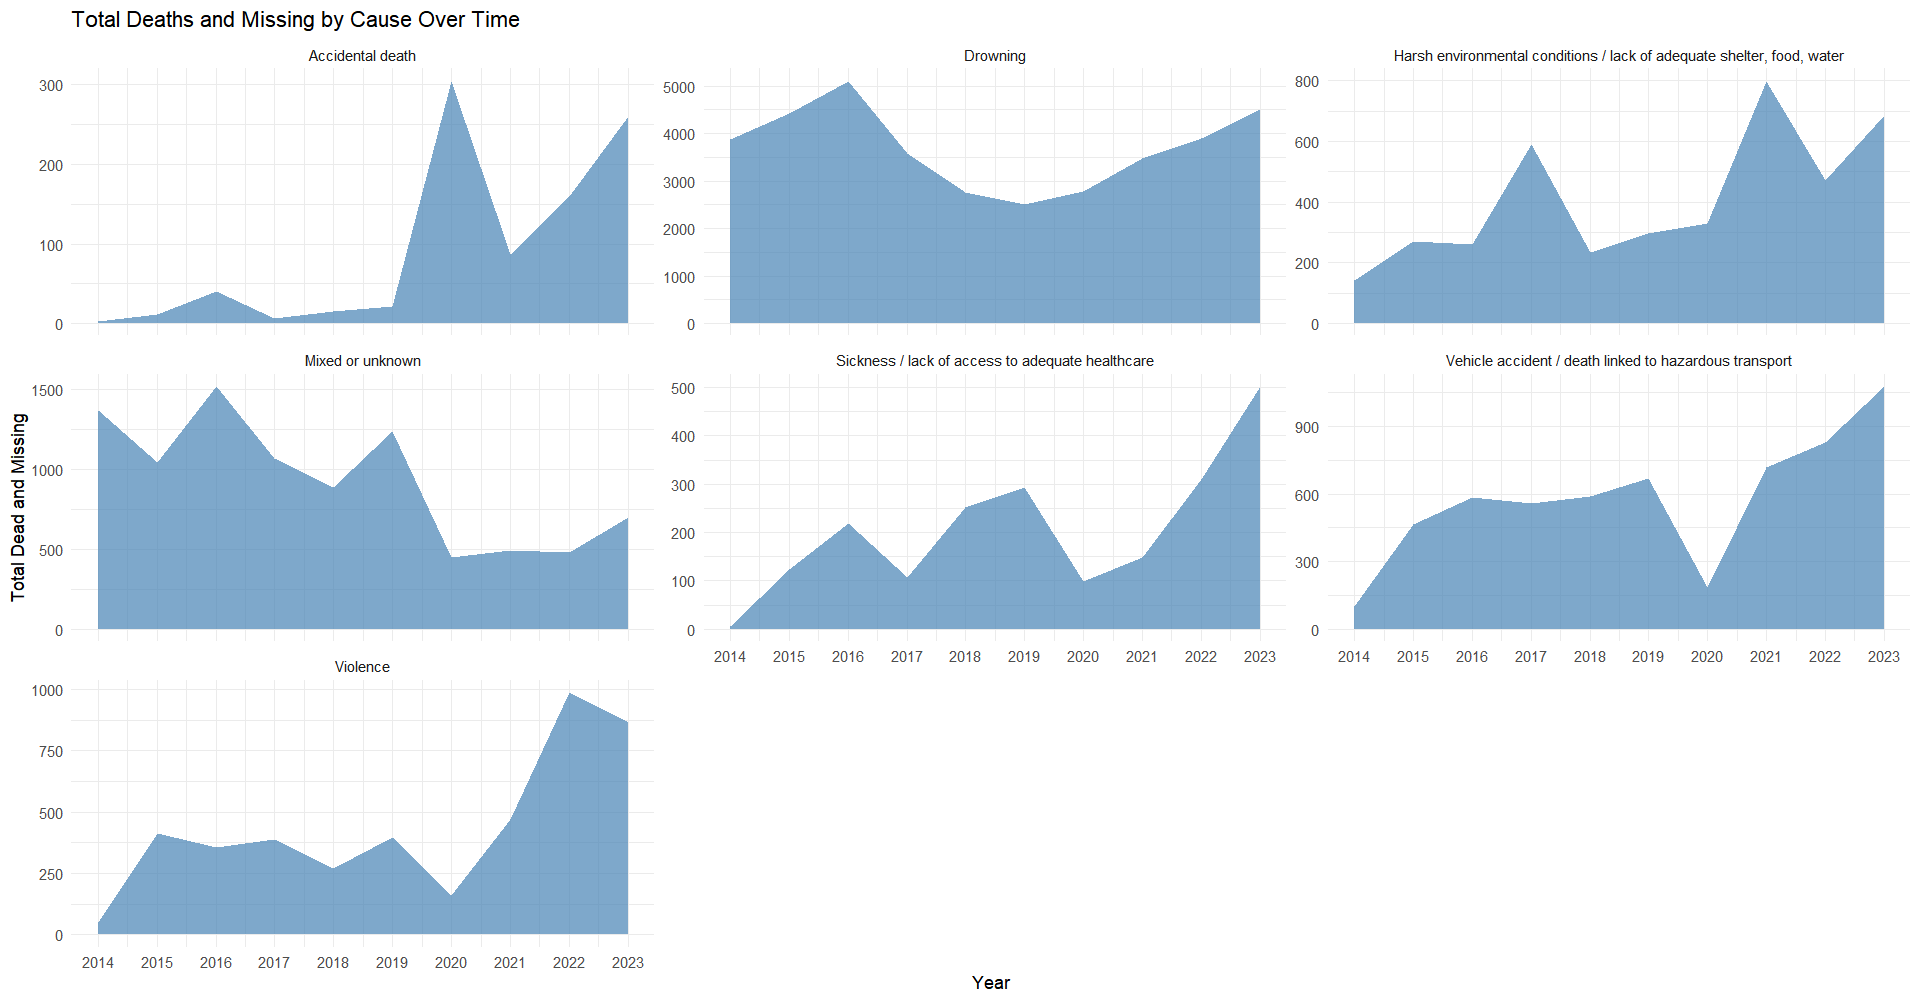 Total Deaths and Missing by Cause Over Time
Accidental death
Drowning
Harsh environmental conditions / lack of adequate shelter, food, water
300
200
100
0
5000
4000
3000
2000
1000
0
800
600
400
200
0
Mixed or unknown
Sickness / lack of access to adequate healthcare
Vehicle accident / death linked to hazardous transport
1500
1000
500
0
500
400
300
200
100
0
900
600
300
0
2014 2015 2016 2017 2018 2019 2020 2021 2022 2023
2014 2015 2016 2017 2018 2019 2020 2021 2022 2023
Total Dead and Missing
Violence
1000
750
500
250
0
2014 2015 2016 2017 2018 2019 2020 2021 2022 2023
Year